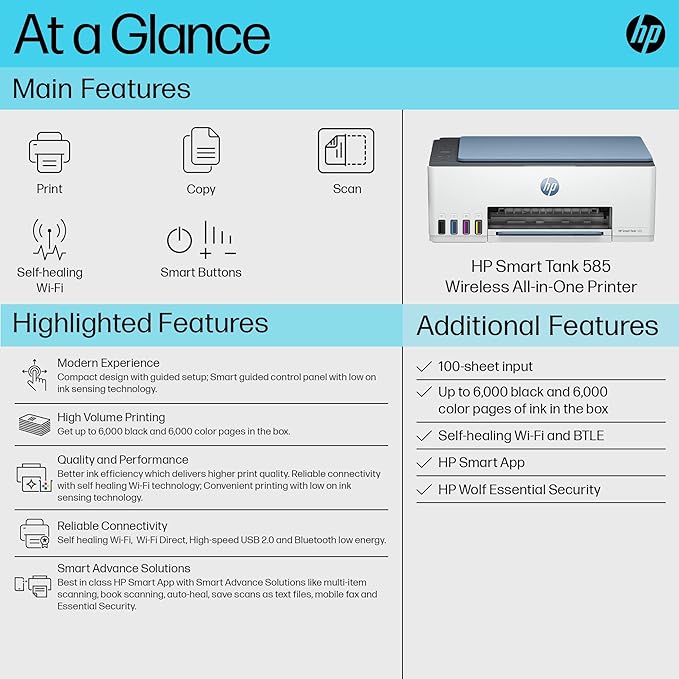 At a Glance
hp
Main Features
Print
Copy
Scan
Self-healing
Wi-Fi
Smart Buttons
hp
HP Smart Tank 585
Wireless All-in-One Printer
Highlighted Features
Modern Experience
Compact design with guided setup; Smart guided control panel with low on
ink sensing technology.
High Volume Printing
Get up to 6,000 black and 6,000 color pages in the box.
Quality and Performance
Better ink efficiency which delivers higher print quality. Reliable connectivity
with self healing Wi-Fi technology; Convenient printing with low on ink
sensing technology.
Reliable Connectivity
Self healing Wi-Fi, Wi-Fi Direct, High-speed USB 2.0 and Bluetooth low energy.
Smart Advance Solutions
Best in class HP Smart App with Smart Advance Solutions like multi-item
scanning, book scanning, auto-heal, save scans as text files, mobile fax and
Essential Security.
Additional Features
100-sheet input
Up to 6,000 black and 6,000
color pages of ink in the box
Self-healing Wi-Fi and BTLE
HP Smart App
HP Wolf Essential Security